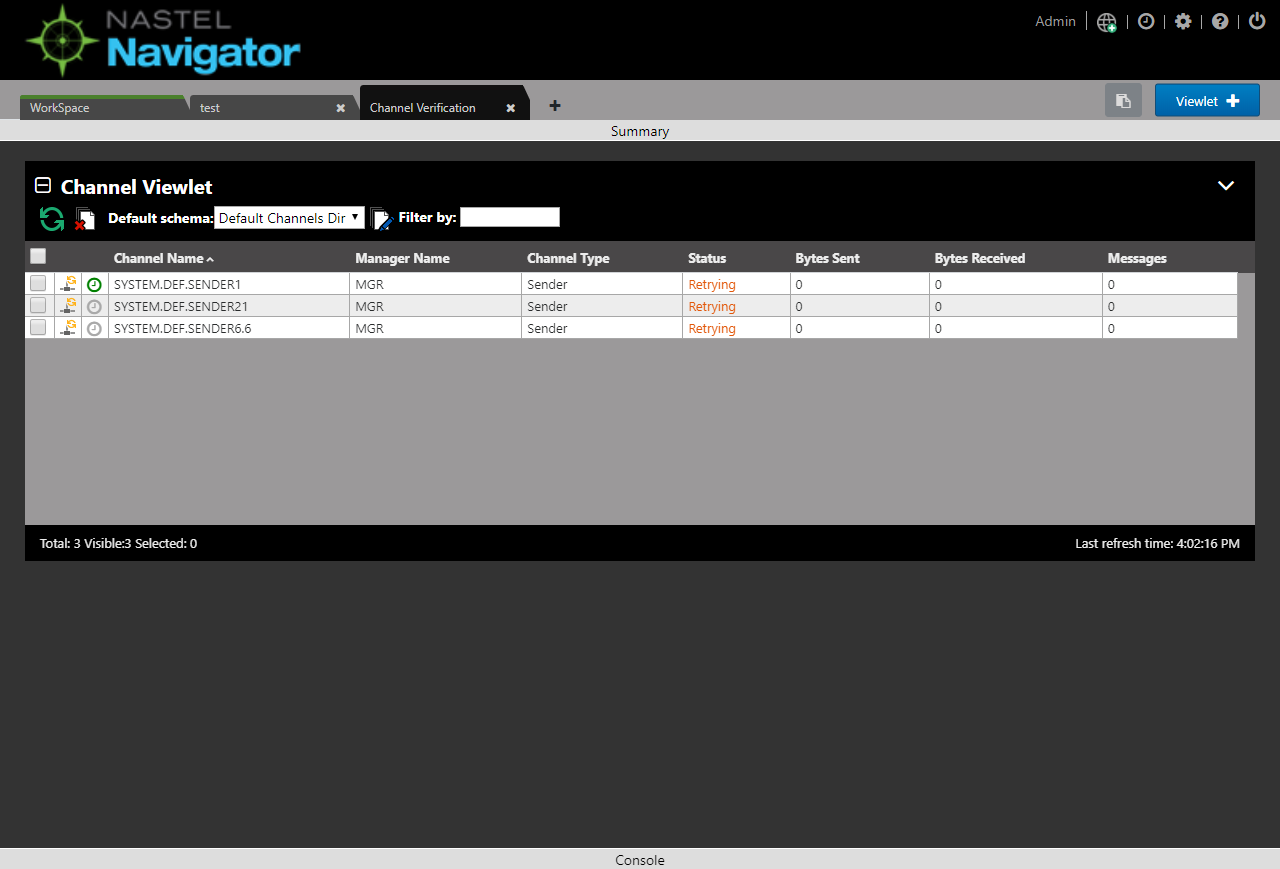 NASTEL
Navigator
Admin
WorkSpace test Channel Verification Viewlet
Summary
Channel Viewlet
Default schema: Default Channels Dir Filter by:
Channel Name Manager Name Channel Type Status Bytes Sent Bytes Received Messages
SYSTEM.DEF.SENDER1 MGR Sender Retrying 0 0 0
SYSTEM.DEF.SENDER21 MGR Sender Retrying 0 0 0
SYSTEM.DEF.SENDER6.6 MGR Sender Retrying 0 0 0
Total: 3 Visible:3 Selected: 0 Last refresh time: 4:02:16 PM
Console